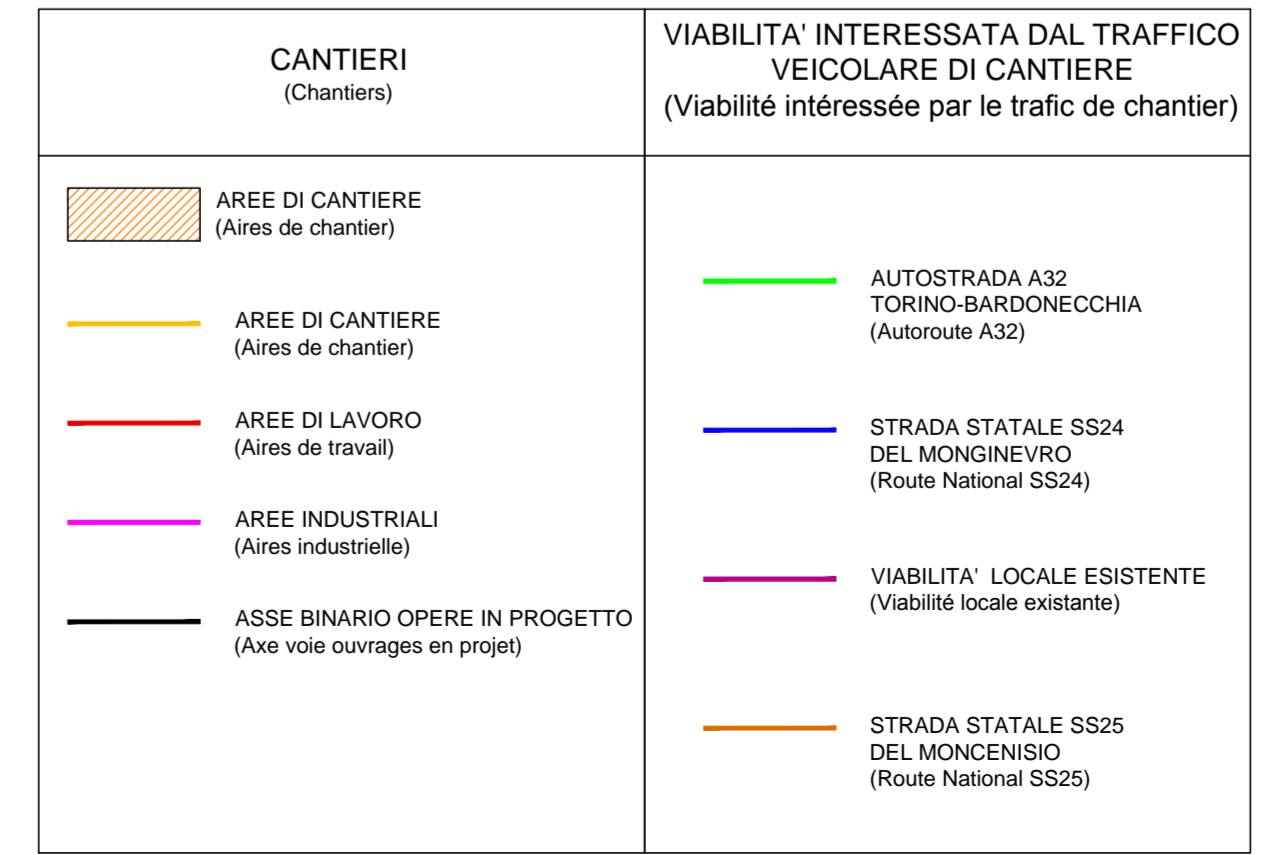 CANTIERI
(Chantiers)
VIABILITA' INTERESSATA DAL TRAFFICO
VEICOLARE DI CANTIERE
(Viabilité intéressée par le trafic de chantier)
AREE DI CANTIERE
(Aires de chantier)
AREE DI CANTIERE
(Aires de chantier)
AREE DI LAVORO
(Aires de travail)
AREE INDUSTRIALI
(Aires industrielle)
ASSE BINARIO OPERE IN PROGETTO
(Axe voie ouvrages en projet)
AUTOSTRADA A32
TORINO-BARDONECCHIA
(Autoroute A32)
STRADA STATALE SS24
DEL MONGINEVRO
(Route National SS24)
VIABILITA' LOCALE ESISTENTE
(Viabilité locale existante)
STRADA STATALE SS25
DEL MONCENISIO
(Route National SS25)